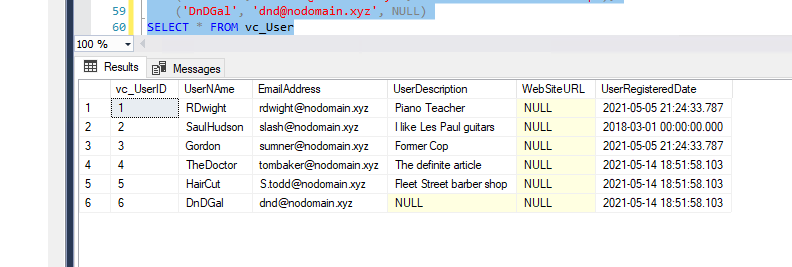 59 ('DnDGal', 'dnd@nodomain.xyz', NULL)
60 SELECT * FROM vc_User
100 %
Results Messages
vc_UserID UserNAme EmailAddress UserDescription WebSiteURL UserRegisteredDate
1 1 RDwight rdwight@nodomain.xyz Piano Teacher NULL 2021-05-05 21:24:33.787
2 2 SaulHudson slash@nodomain.xyz I like Les Paul guitars NULL 2018-03-01 00:00:00.000
3 3 Gordon sumner@nodomain.xyz Former Cop NULL 2021-05-05 21:24:33.787
4 4 TheDoctor tombaker@nodomain.xyz The definite article NULL 2021-05-14 18:51:58.103
5 5 HairCut S.todd@nodomain.xyz Fleet Street barber shop NULL 2021-05-14 18:51:58.103
6 6 DnDGal dnd@nodomain.xyz NULL NULL 2021-05-14 18:51:58.103